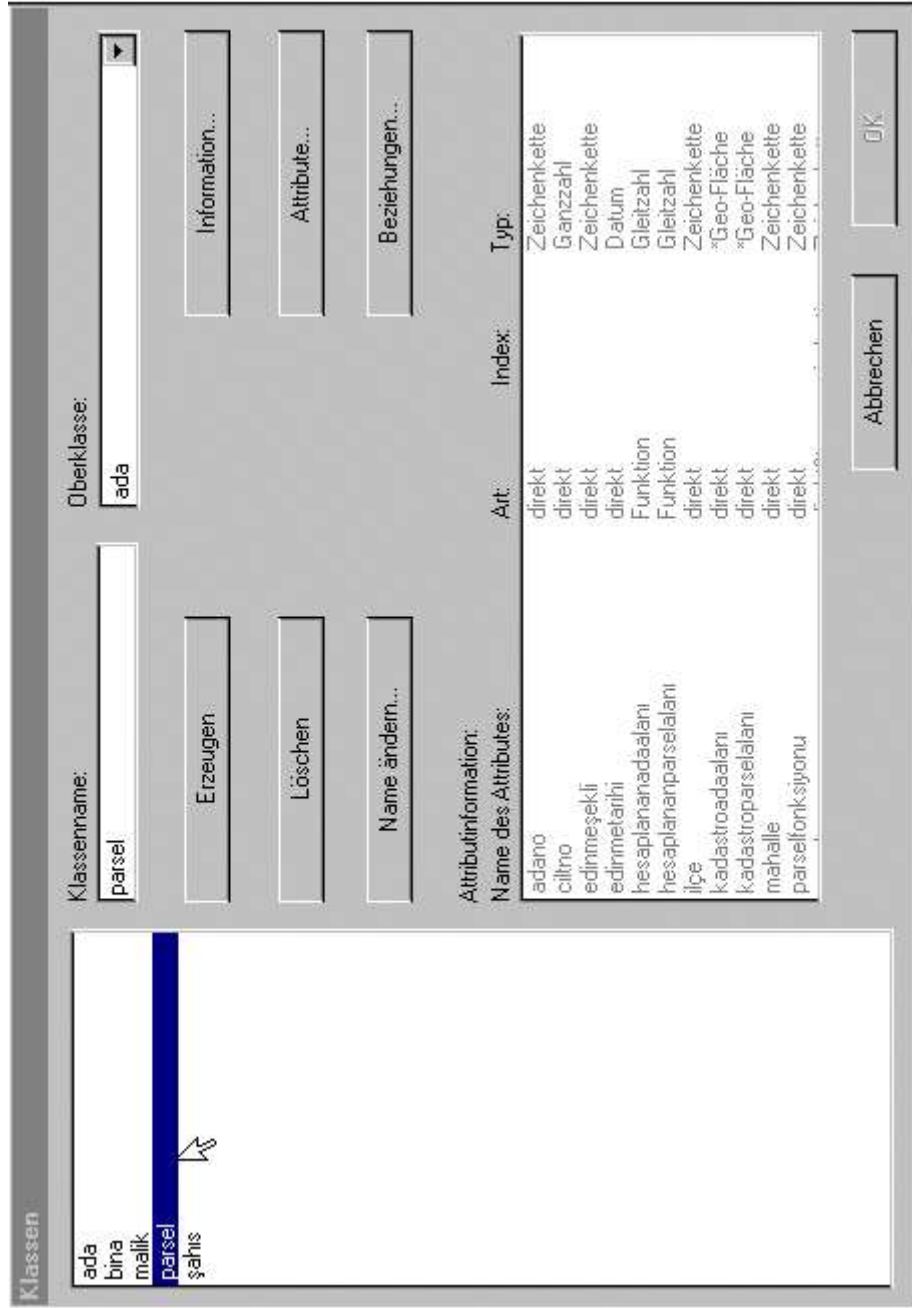 Klassen
ada
bina
malik
parsel
şahıs
Klassenname:
parsel
Oberklasse:
ada
Erzeugen
Information...
Löschen
Attribute...
Name ändern...
Beziehungen...
Attributinformation:
Name des Attributes: Art: Index: Typ:
adano direkt Zeichenkette
ciltno direkt Ganzzahl
edinmeşekli direkt Zeichenkette
edinmetarihi direkt Datum
hesaplananadaalanı Funktion Gleitzahl
hesaplananparselalanı Funktion Gleitzahl
ilçe direkt Zeichenkette
kadastroadaalanı direkt *Geo-Fläche
kadastroparselalanı direkt *Geo-Fläche
mahalle direkt Zeichenkette
parselfonksiyonu direkt Zeichenkette
Abbrechen
OK